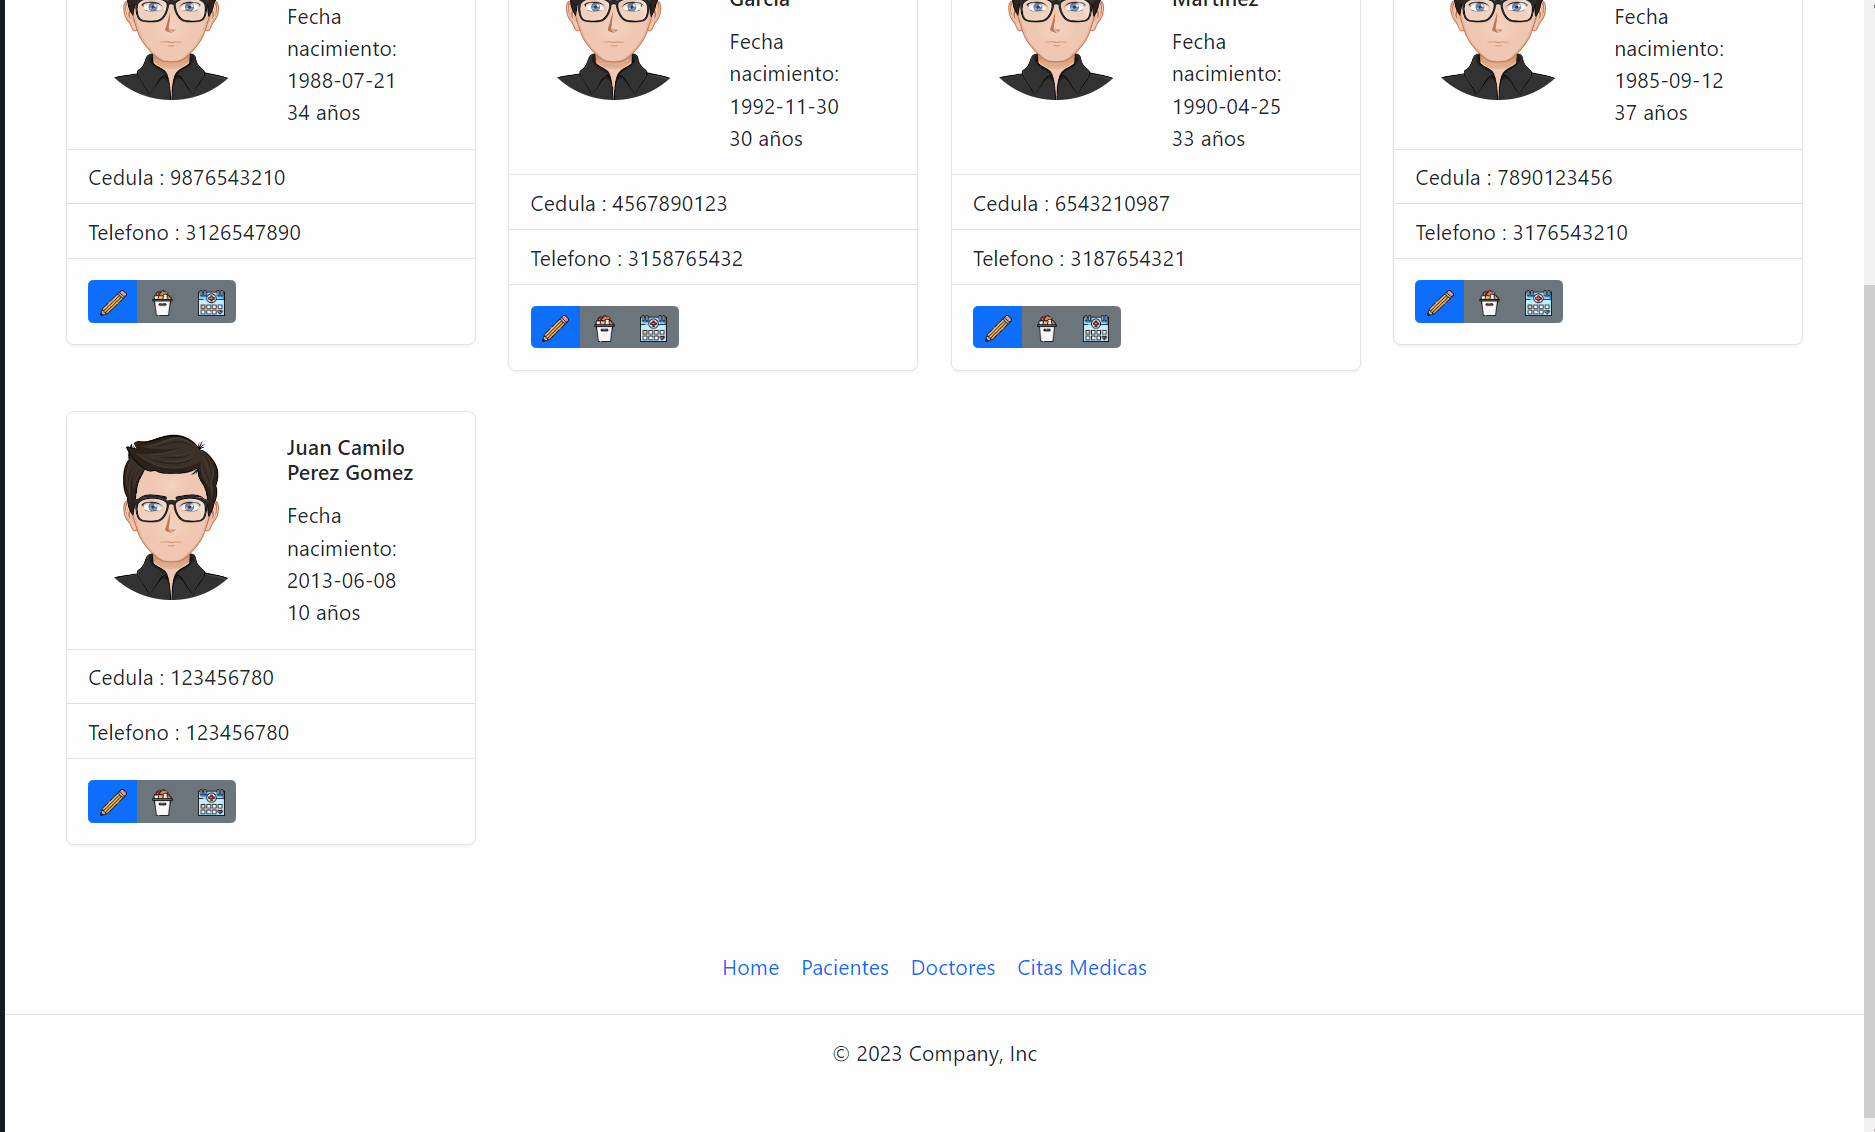 Fecha
nacimiento:
1988-07-21
34 años
Cedula : 9876543210
Telefono : 3126547890
Garcia
Fecha
nacimiento:
1992-11-30
30 años
Cedula : 4567890123
Telefono : 3158765432
Martinez
Fecha
nacimiento:
1990-04-25
33 años
Cedula : 6543210987
Telefono : 3187654321
Fecha
nacimiento:
1985-09-12
37 años
Cedula : 7890123456
Telefono : 3176543210
Juan Camilo
Perez Gomez
Fecha
nacimiento:
2013-06-08
10 años
Cedula : 123456780
Telefono : 123456780
Home Pacientes Doctores Citas Medicas
© 2023 Company, Inc